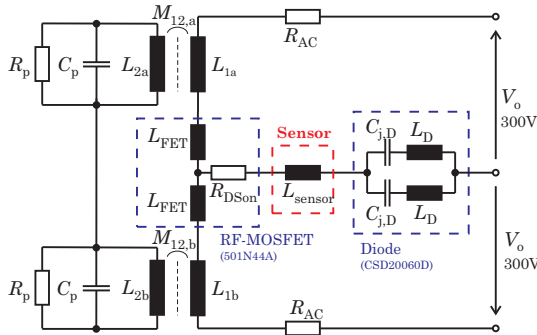 M12,a
RAC
Rp
Cp
L2a
L1a
Vo
300V
Sensor
Cj,D
LD
LFET
RDSon
Lsensor
LFET
Cj,D
LD
M12,b
RF-MOSFET
(501N44A)
Diode
(CSD20060D)
Vo
300V
Rp
Cp
L2b
L1b
RAC